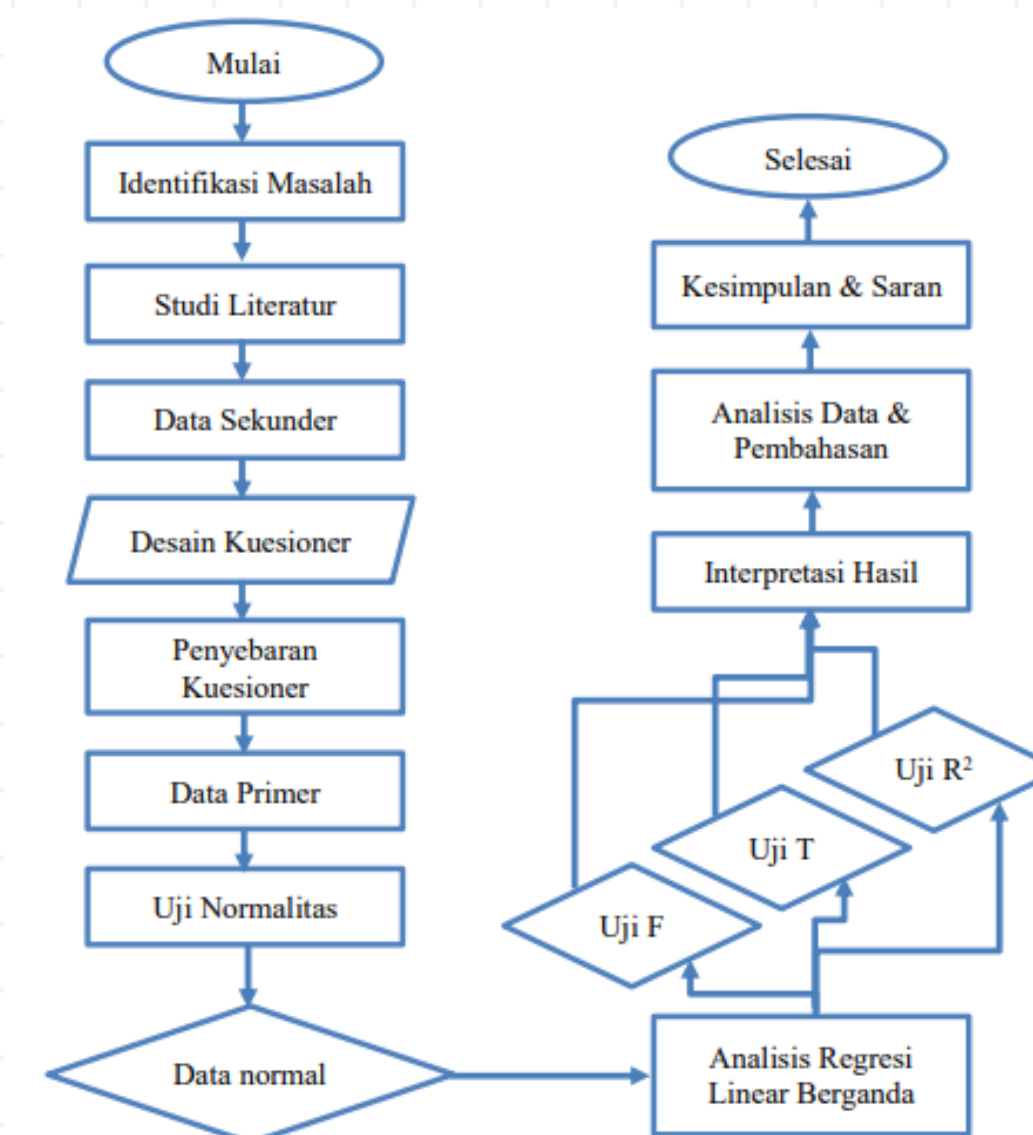 Mulai
Identifikasi Masalah
Studi Literatur
Data Sekunder
Desain Kuesioner
Penyebaran
Kuesioner
Data Primer
Uji Normalitas
Data normal
Analisis Regresi
Linear Berganda
Uji F
Uji T
Uji R²
Interpretasi Hasil
Analisis Data &
Pembahasan
Kesimpulan & Saran
Selesai